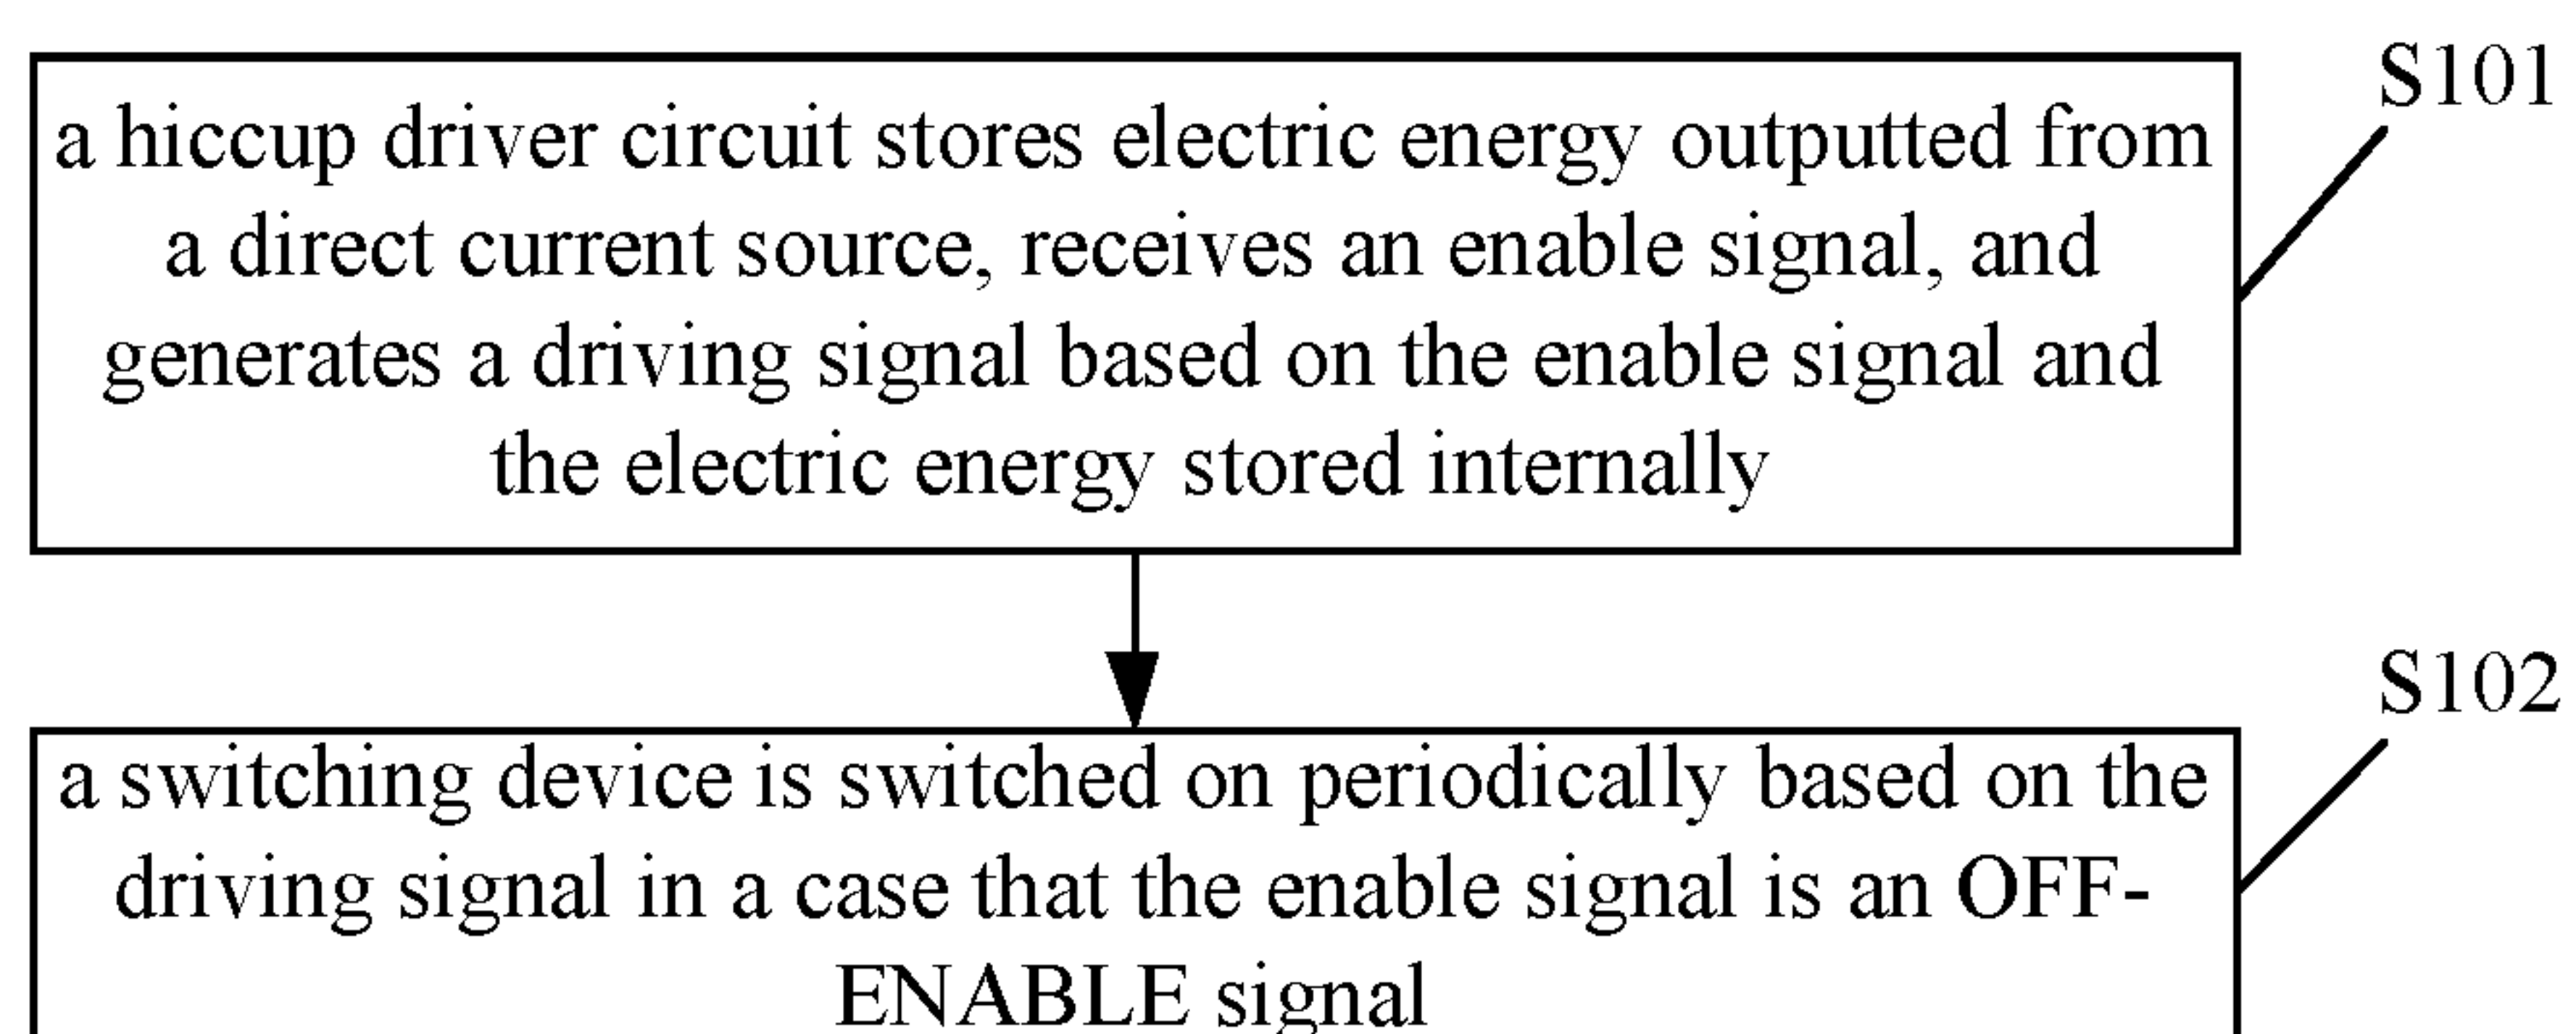 S101
a hiccup driver circuit stores electric energy outputted from
a direct current source, receives an enable signal, and
generates a driving signal based on the enable signal and
the electric energy stored internally
S102
a switching device is switched on periodically based on the
driving signal in a case that the enable signal is an OFF-
ENABLE signal